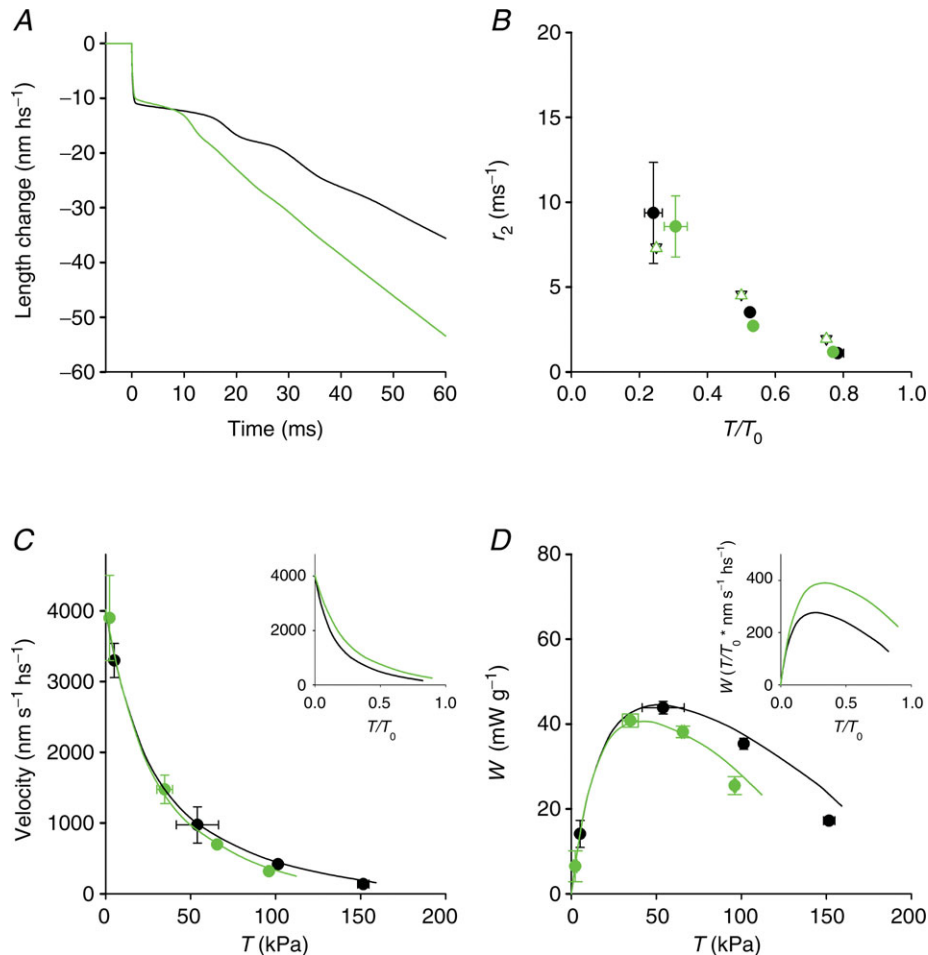 A
0
−10
−20
−30
−40
−50
−60
Length change (nm hs⁻¹)
0 10 20 30 40 50 60
Time (ms)
B
20
15
10
5
0
r₂ (ms⁻¹)
0.0 0.2 0.4 0.6 0.8 1.0
T/T₀
C
4000
3000
2000
1000
0
Velocity (nm s⁻¹ hs⁻¹)
0 50 100 150 200
T (kPa)
4000
2000
0
0.0 0.5 1.0
T/T₀
D
80
60
40
20
0
W (mW g⁻¹)
0 50 100 150 200
T (kPa)
W (T/T₀ * nm s⁻¹ hs⁻¹)
400
200
0
0.0 0.5 1.0
T/T₀